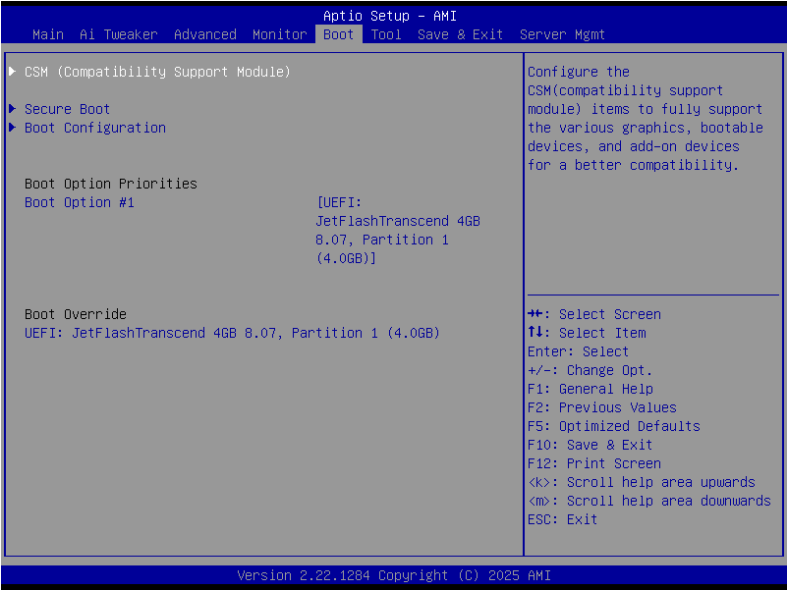 Aptio Setup – AMI
Main Ai Tweaker Advanced Monitor Boot Tool Save & Exit Server Mgmt
CSM (Compatibility Support Module)
Secure Boot
Boot Configuration
Boot Option Priorities
Boot Option #1 [UEFI:
JetFlashTranscend 4GB
8.07, Partition 1
(4.0GB)]
Boot Override
UEFI: JetFlashTranscend 4GB 8.07, Partition 1 (4.0GB)
Configure the
CSM(compatibility support
module) items to fully support
the various graphics, bootable
devices, and add-on devices
for a better compatibility.
→←: Select Screen
↑↓: Select Item
Enter: Select
+/-: Change Opt.
F1: General Help
F2: Previous Values
F5: Optimized Defaults
F10: Save & Exit
F12: Print Screen
<k>: Scroll help area upwards
<m>: Scroll help area downwards
ESC: Exit
Version 2.22.1284 Copyright (C) 2025 AMI